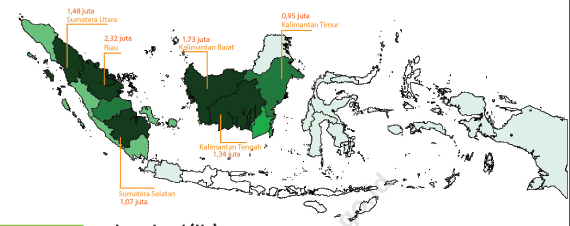 1,48 juta
Sumatera Utara
2,32 juta
Riau
1,73 juta
Kalimantan Barat
0,95 juta
Kalimantan Timur
Kalimantan Tengah
1,34 juta
Sumatera Selatan
1,07 juta